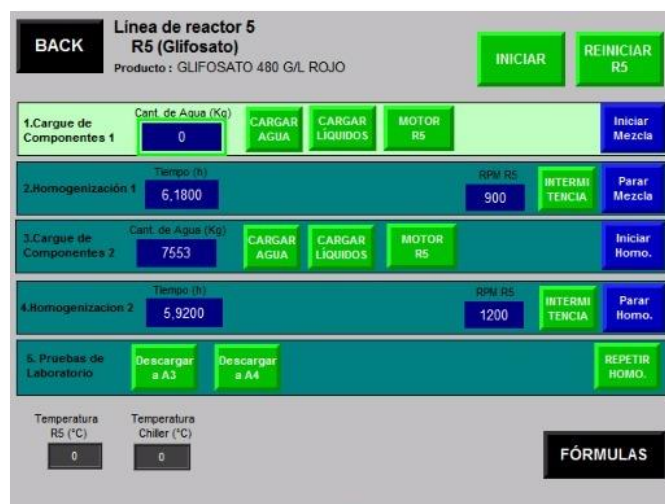 BACK
Línea de reactor 5
R5 (Glifosato)
Producto : GLIFOSATO 480 G/L ROJO
INICIAR
REINICIAR
R5
1.Cargue de
Componentes 1
Cant. de Agua (Kg)
0
CARGAR
AGUA
CARGAR
LÍQUIDOS
MOTOR
R5
Iniciar
Mezcla
2.Homogenización 1
Tiempo (h)
6,1800
RPM R5
900
INTERMI
TENCIA
Parar
Mezcla
3.Cargue de
Componentes 2
Cant. de Agua (Kg)
7553
CARGAR
AGUA
CARGAR
LÍQUIDOS
MOTOR
R5
Iniciar
Homo.
4.Homogenizacion 2
Tiempo (h)
5,9200
RPM R5
1200
INTERMI
TENCIA
Parar
Homo.
5. Pruebas de
Laboratorio
Descargar
a A3
Descargar
a A4
REPETIR
HOMO.
Temperatura
R5 (°C)
0
Temperatura
Chiller (°C)
0
FÓRMULAS